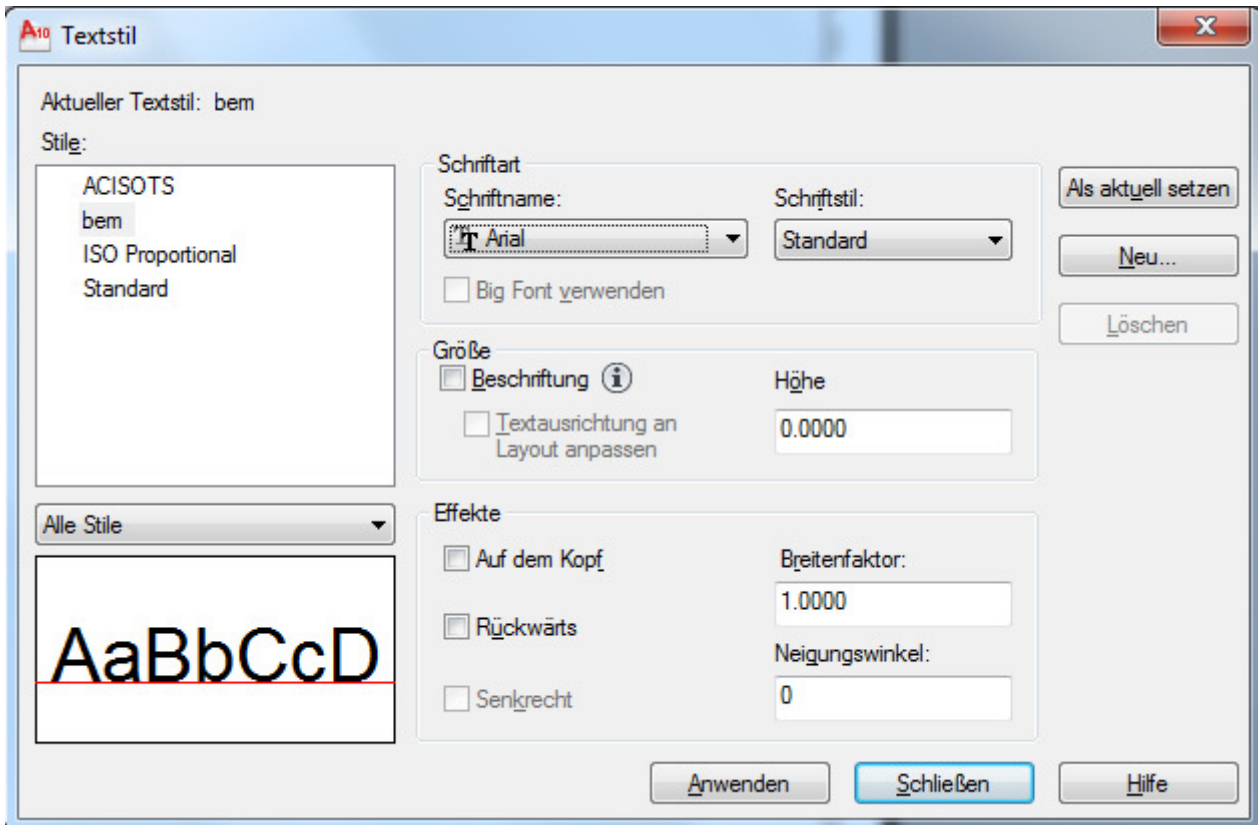 A10 Textstil
Aktueller Textstil: bem
Stile:
ACISOTS
bem
ISO Proportional
Standard
Alle Stile
AaBbCcD
Schriftart
Schriftname:
Schriftstil:
Arial
Standard
Big Font verwenden
Größe
Beschriftung
Höhe
Textausrichtung an
Layout anpassen
0.0000
Effekte
Auf dem Kopf
Breitenfaktor:
1.0000
Rückwärts
Neigungswinkel:
Senkrecht
0
Als aktuell setzen
Neu...
Löschen
Anwenden
Schließen
Hilfe